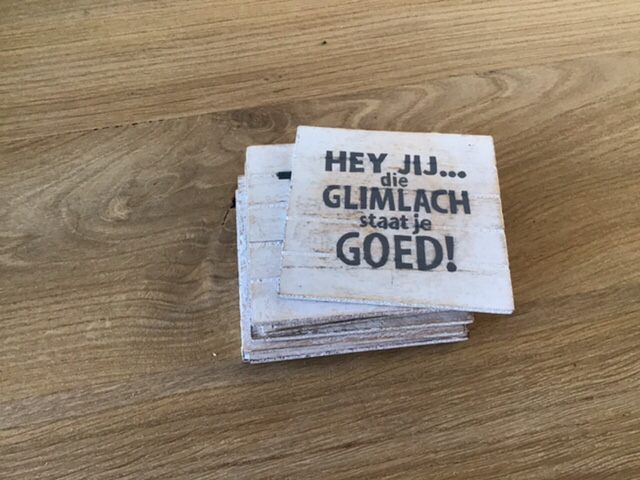 HEY JIJ...
die
GLIMLACH
staat je
GOED!